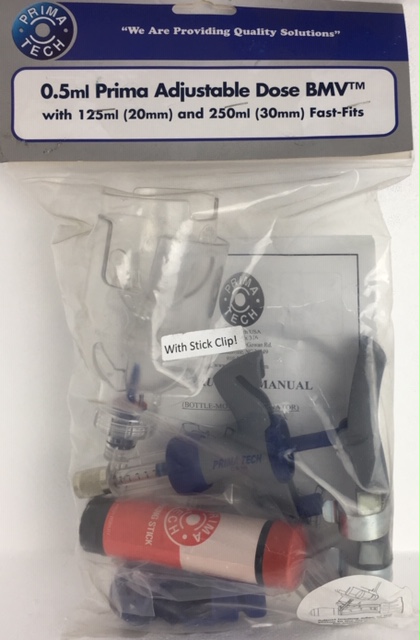 PRIMA
TECH
"We Are Providing Quality Solutions"
0.5ml Prima Adjustable Dose BMV™
with 125ml (20mm) and 250ml (30mm) Fast-Fits
PRIMA
TECH
With Stick Clip!
MANUAL
PRIMA TECH
PRIMA
TECH
STICK